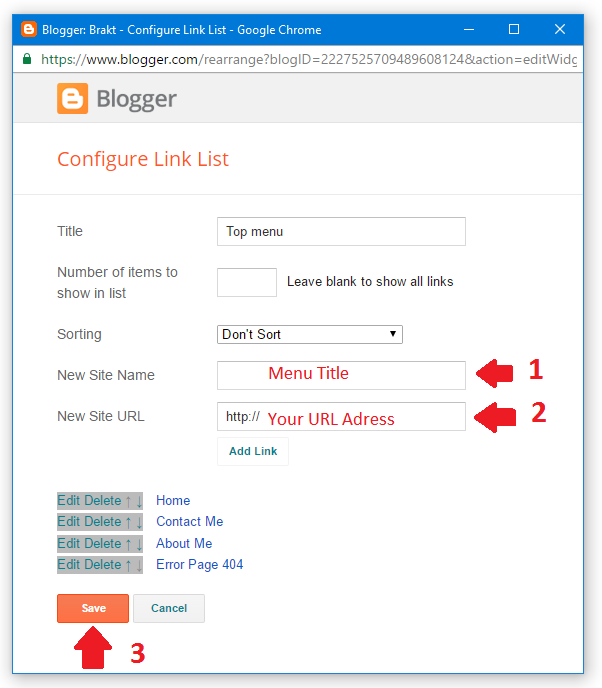 Blogger: Brakt - Configure Link List - Google Chrome
https://www.blogger.com/rearrange?blogID=2227525709489608124&action=editWidg
Blogger
Configure Link List
Title Top menu
Number of items to
show in list Leave blank to show all links
Sorting Don't Sort
New Site Name Menu Title 1
New Site URL http:// Your URL Adress 2
Add Link
Edit Delete ↑ ↓ Home
Edit Delete ↑ ↓ Contact Me
Edit Delete ↑ ↓ About Me
Edit Delete ↑ ↓ Error Page 404
Save Cancel
3